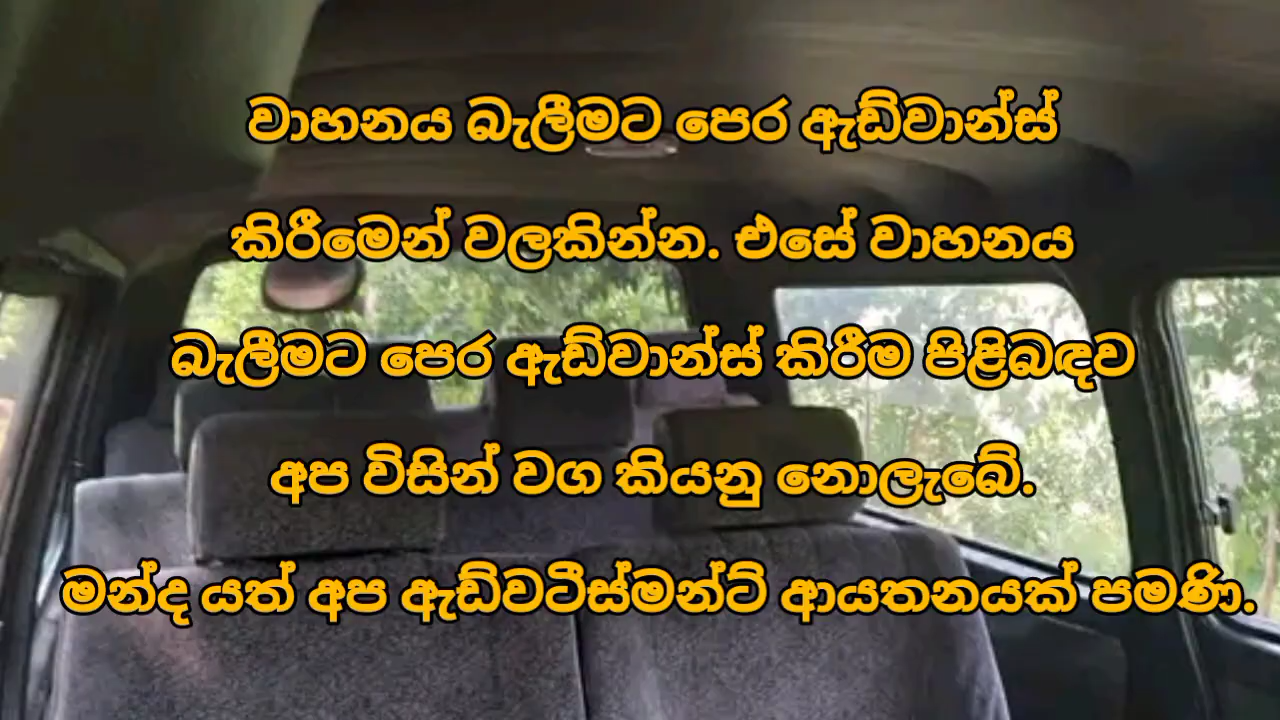 වාහනය බැලීමට පෙර ඇඩ්වාන්ස්
කිරීමෙන් වලකින්න. එසේ වාහනය
බැලීමට පෙර ඇඩ්වාන්ස් කිරීම පිළිබඳව
අප විසින් වග කියනු නොලැබේ.
මන්ද යත් අප ඇඩ්වටීස්මන්ට් ආයතනයක් පමණි.